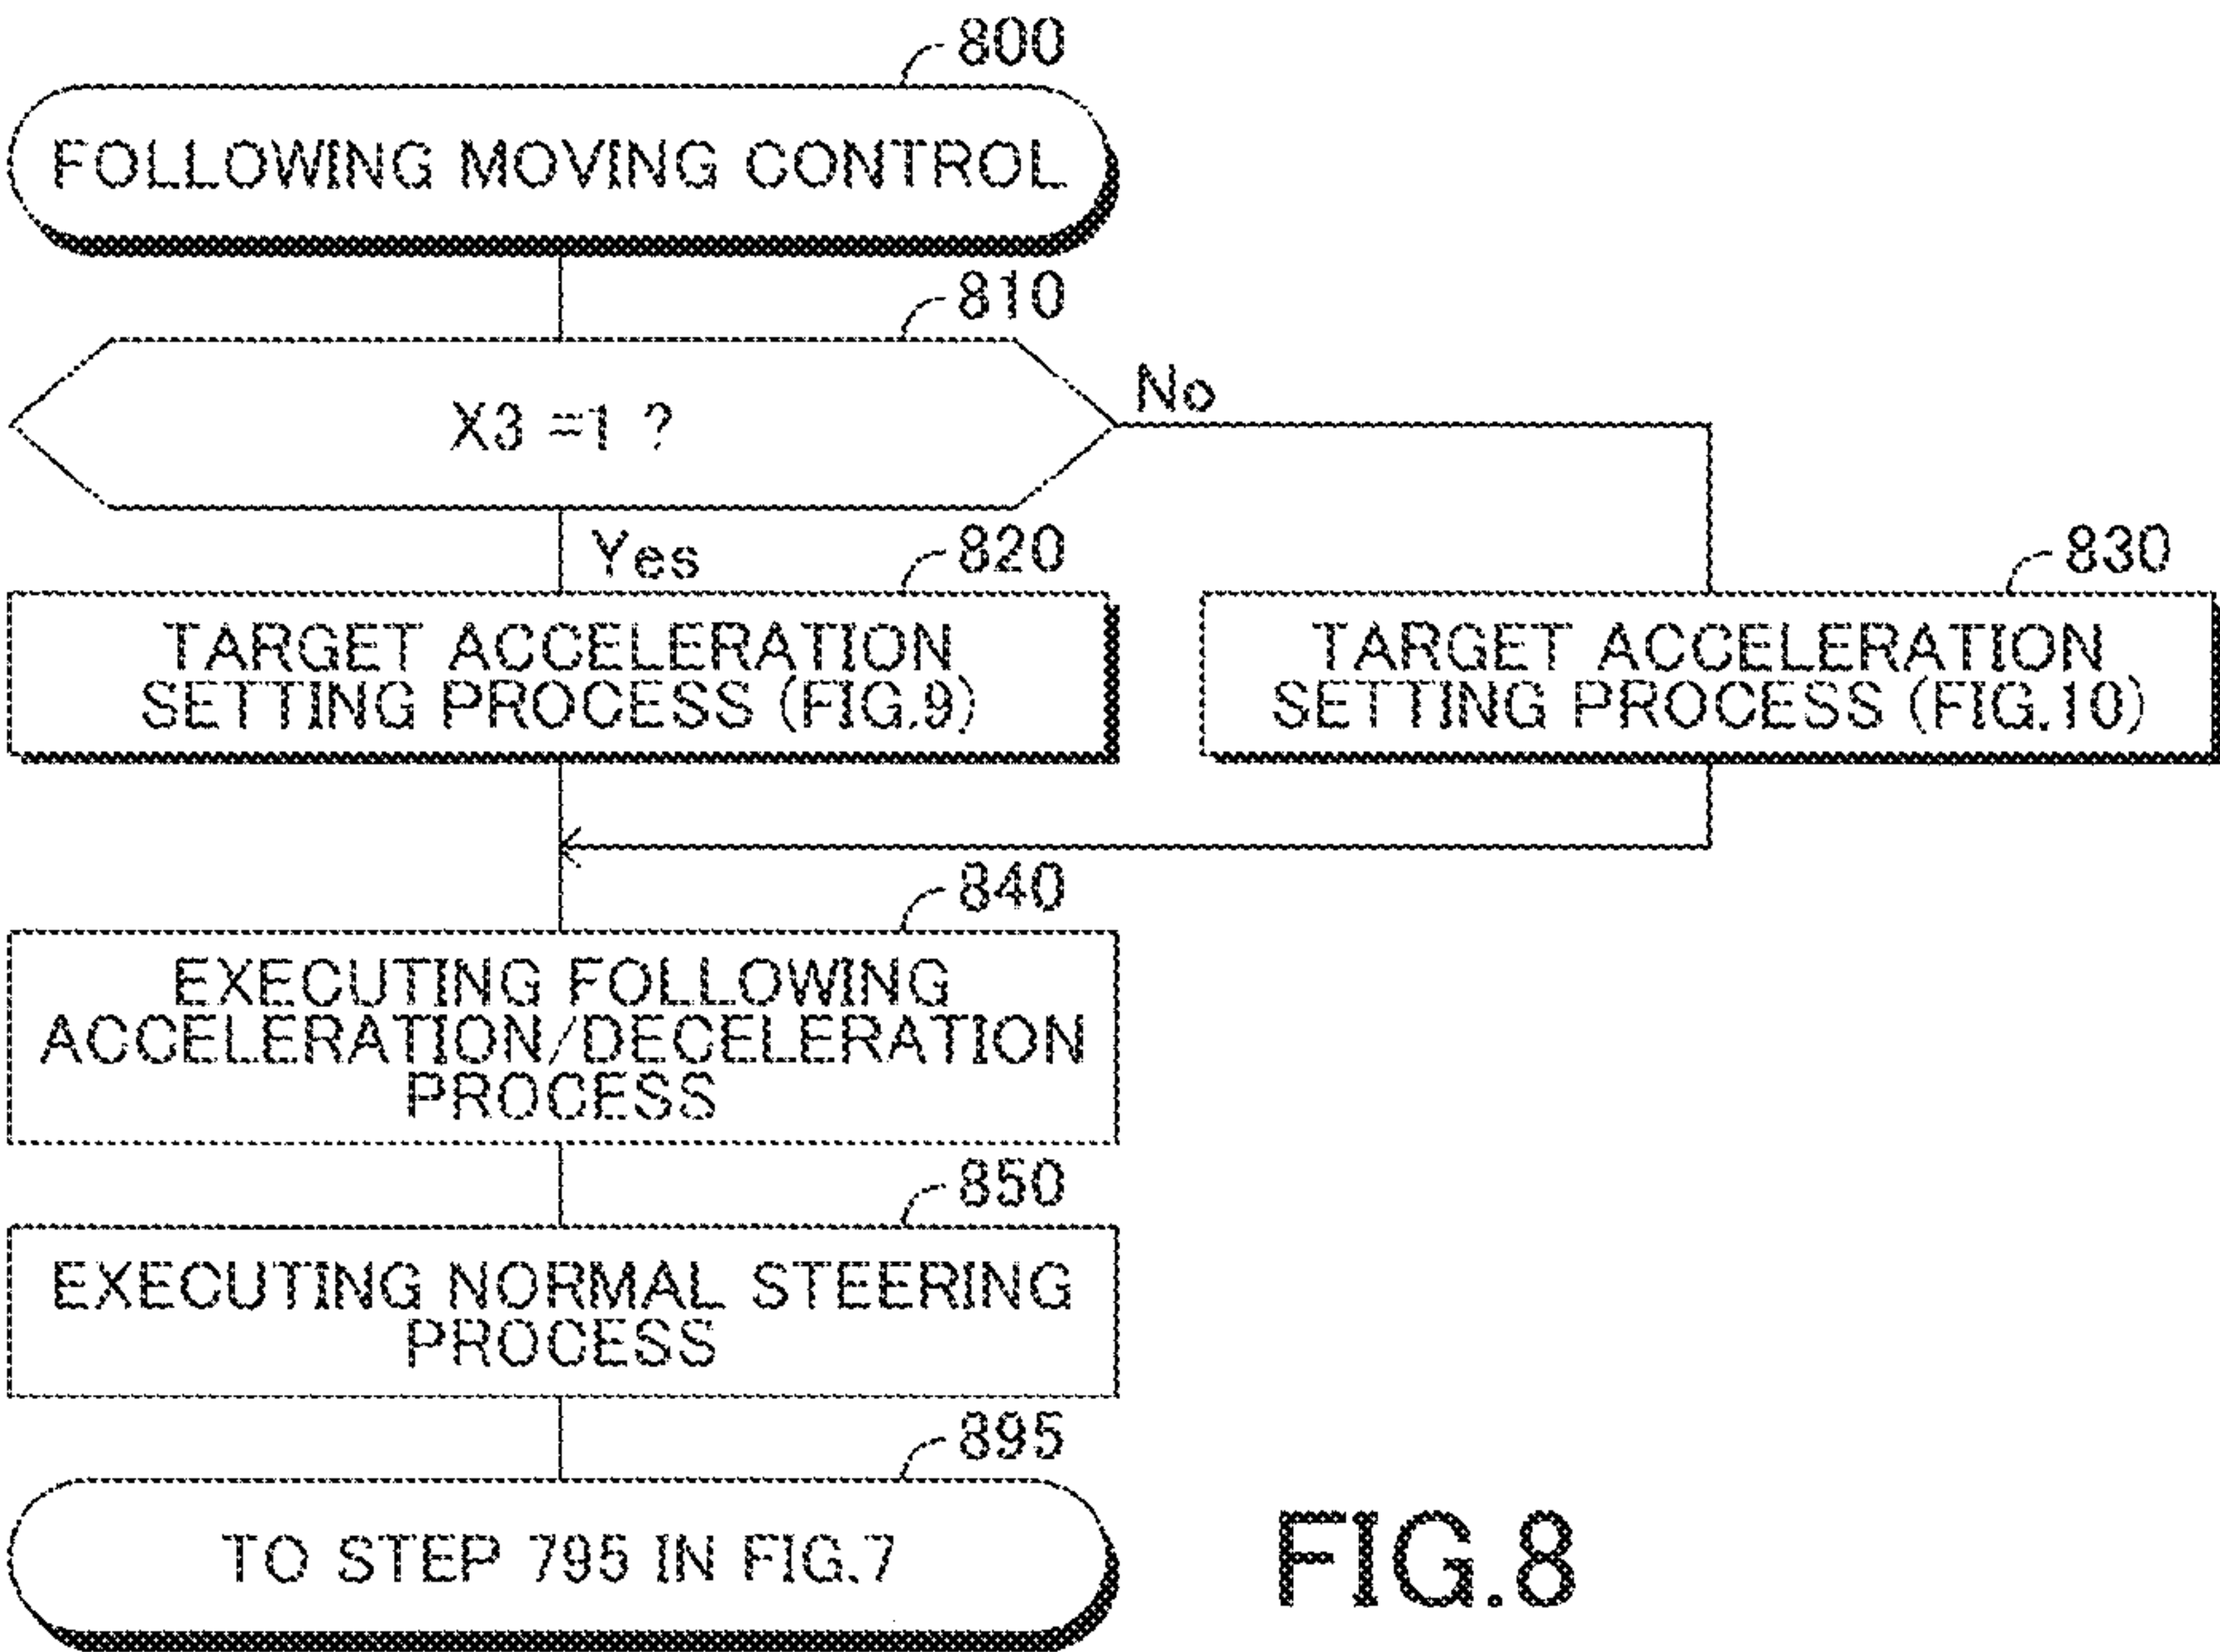 800
FOLLOWING MOVING CONTROL
810
X3 =1 ?
No
Yes
820
TARGET ACCELERATION
SETTING PROCESS (FIG.9)
830
TARGET ACCELERATION
SETTING PROCESS (FIG.10)
840
EXECUTING FOLLOWING
ACCELERATION/DECELERATION
PROCESS
850
EXECUTING NORMAL STEERING
PROCESS
895
TO STEP 795 IN FIG.7
FIG.8